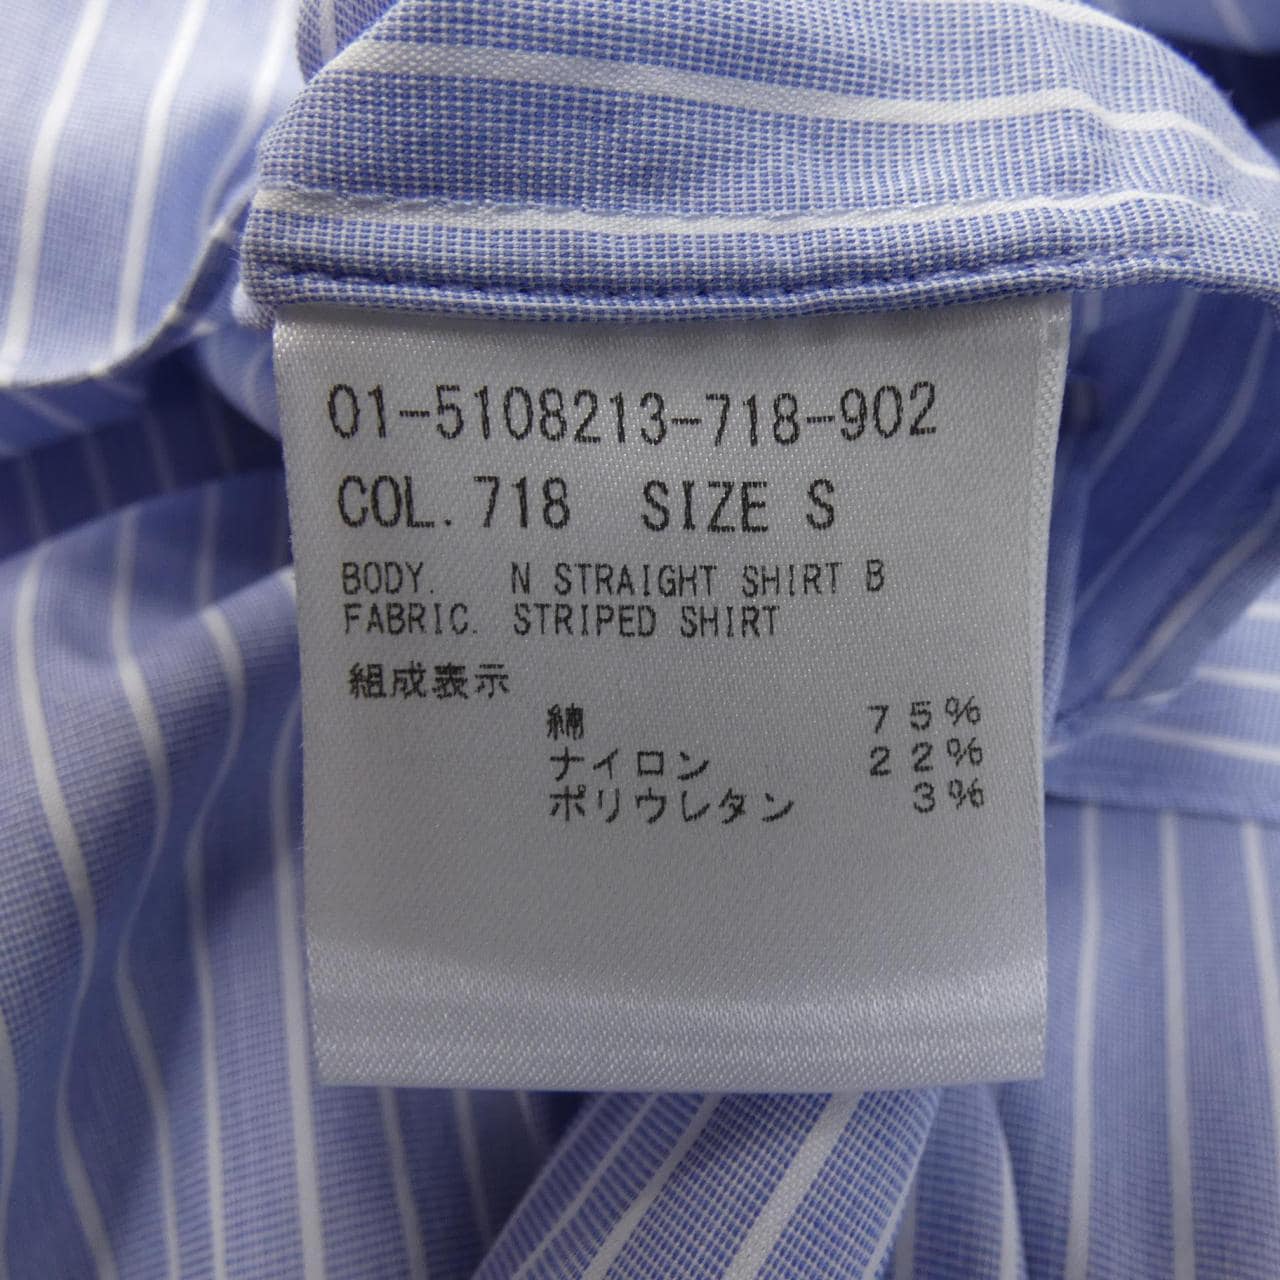 01-5108213-718-902
COL. 718 SIZE S
BODY. N STRAIGHT SHIRT B
FABRIC. STRIPED SHIRT
組成表示
綿 75%
ナイロン 22%
ポリウレタン 3%